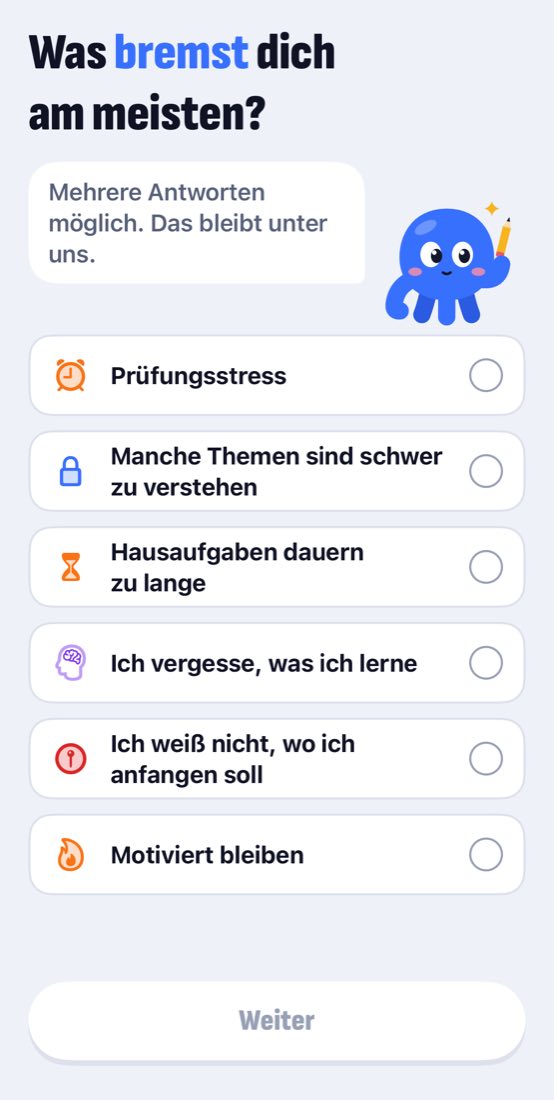 Was bremst dich
am meisten?
Mehrere Antworten
möglich. Das bleibt unter
uns.
Prüfungsstress
Manche Themen sind schwer
zu verstehen
Hausaufgaben dauern
zu lange
Ich vergesse, was ich lerne
Ich weiß nicht, wo ich
anfangen soll
Motiviert bleiben
Weiter